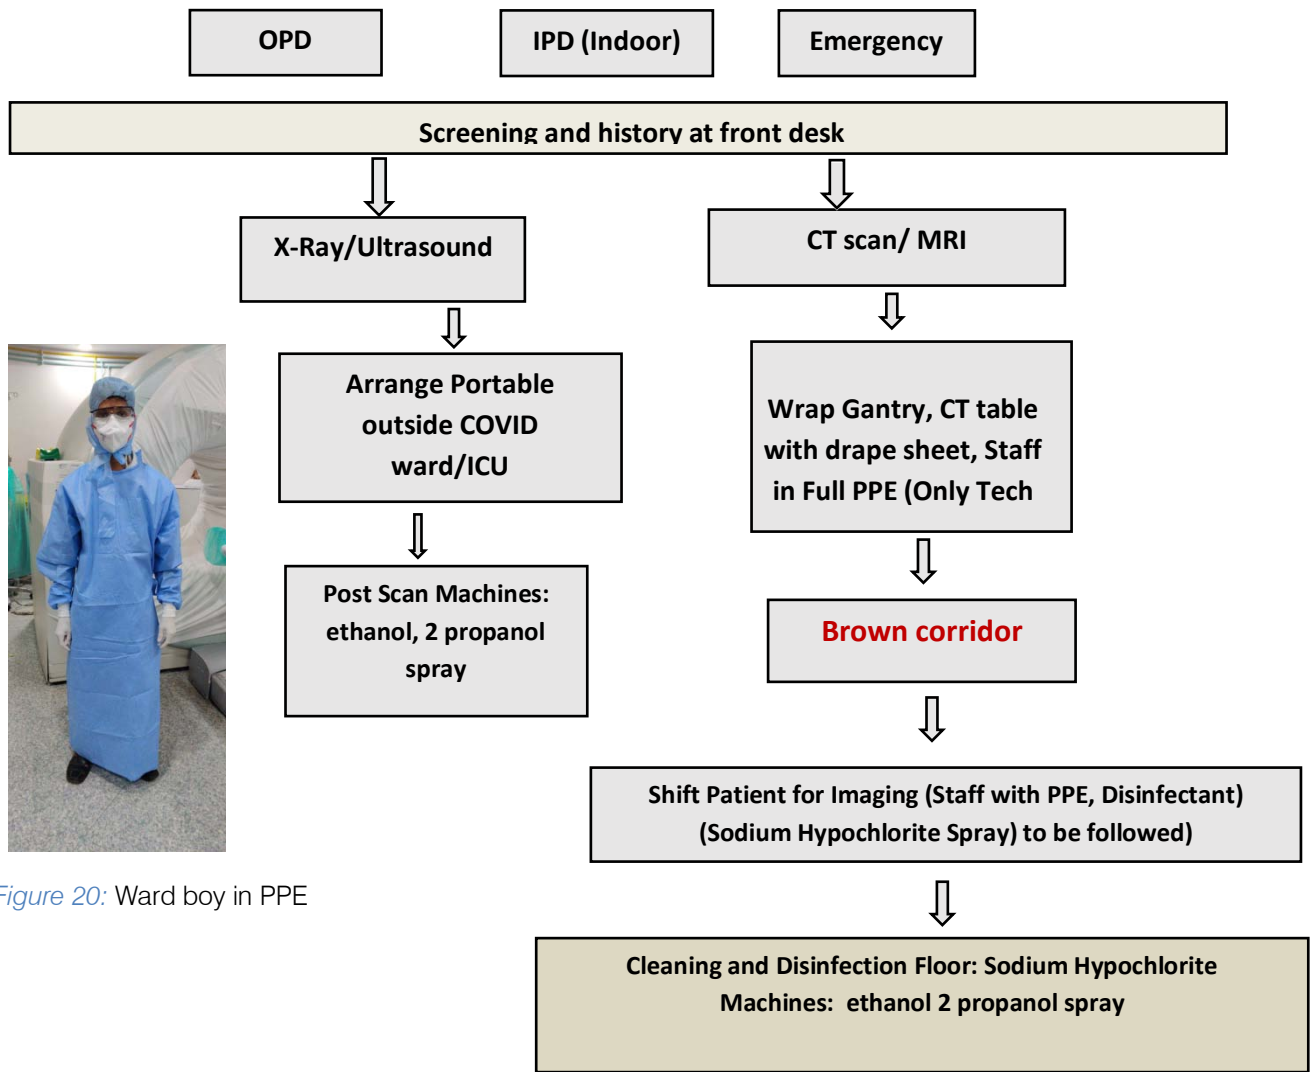 OPD
IPD (Indoor)
Emergency
Screening and history at front desk
X-Ray/Ultrasound
CT scan/ MRI
Arrange Portable
outside COVID
ward/ICU
Wrap Gantry, CT table
with drape sheet, Staff
in Full PPE (Only Tech
Post Scan Machines:
ethanol, 2 propanol
spray
Brown corridor
Shift Patient for Imaging (Staff with PPE, Disinfectant)
(Sodium Hypochlorite Spray) to be followed)
Figure 20: Ward boy in PPE
Cleaning and Disinfection Floor: Sodium Hypochlorite
Machines: ethanol 2 propanol spray